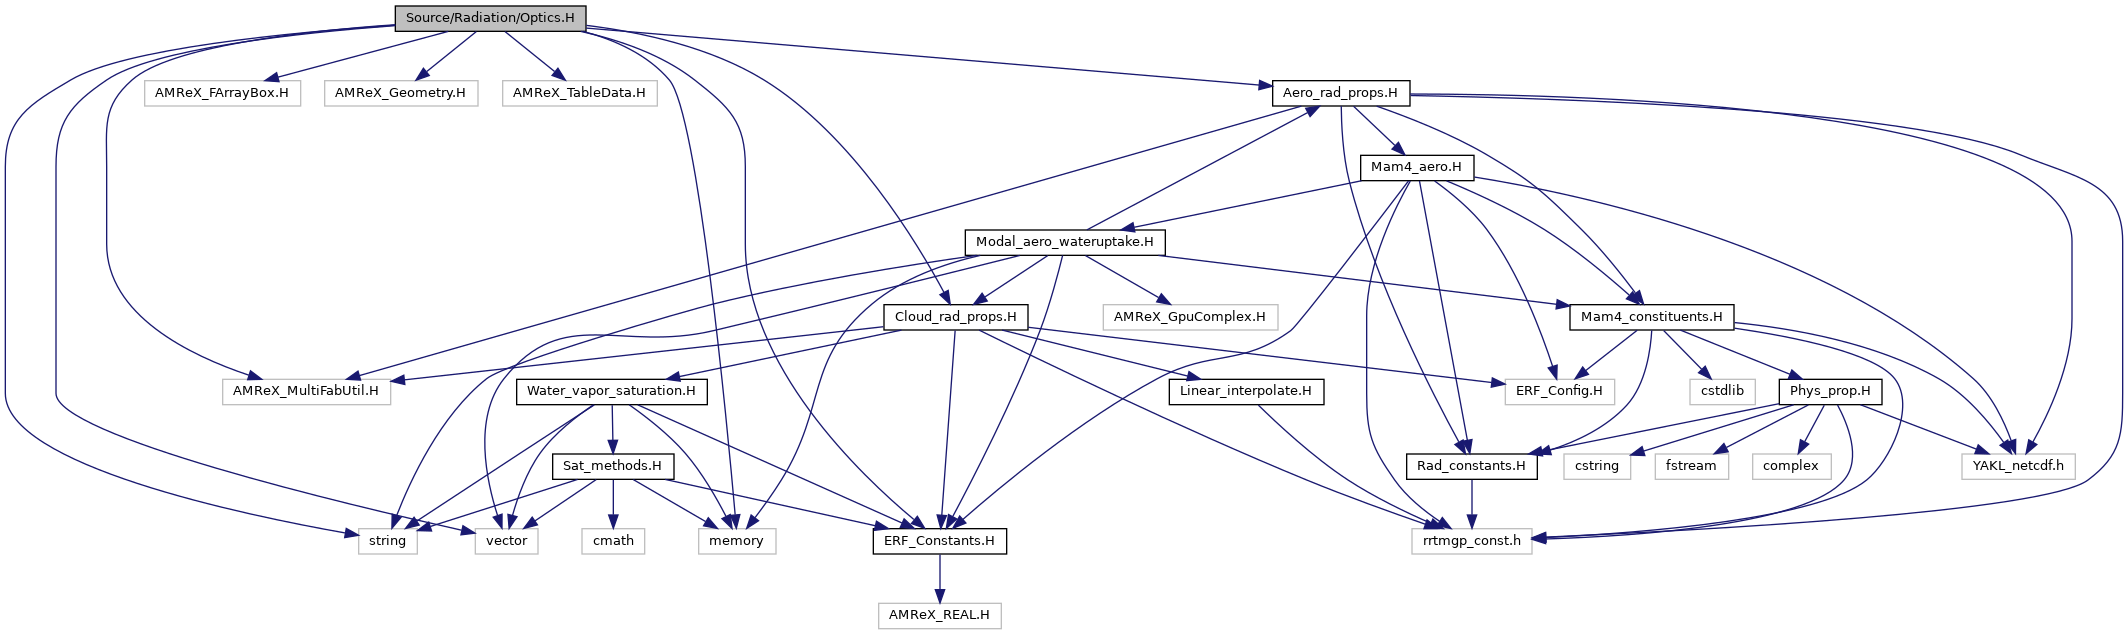 Source/Radiation/Optics.H
AMReX_FArrayBox.H
AMReX_Geometry.H
AMReX_TableData.H
Aero_rad_props.H
Mam4_aero.H
Modal_aero_wateruptake.H
Cloud_rad_props.H
AMReX_GpuComplex.H
Mam4_constituents.H
AMReX_MultiFabUtil.H
Water_vapor_saturation.H
Linear_interpolate.H
ERF_Config.H
cstdlib
Phys_prop.H
Sat_methods.H
Rad_constants.H
cstring
fstream
complex
YAKL_netcdf.h
string
vector
cmath
memory
ERF_Constants.H
rrtmgp_const.h
AMReX_REAL.H